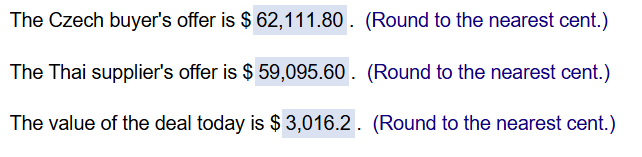 The Czech buyer's offer is $ 62,111.80 . (Round to the nearest cent.)
The Thai supplier's offer is $ 59,095.60 . (Round to the nearest cent.)
The value of the deal today is $ 3,016.2 . (Round to the nearest cent.)